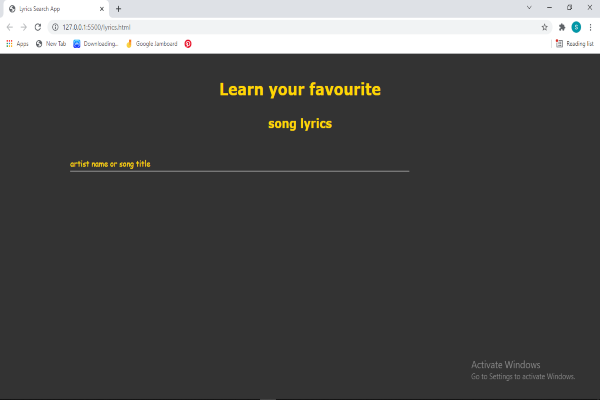 Lyrics Search App
127.0.0.1:5500/lyrics.html
S
Apps
New Tab
Downloading..
Google Jamboard
Reading list
Learn your favourite
song lyrics
artist name or song title
Activate Windows
Go to Settings to activate Windows.